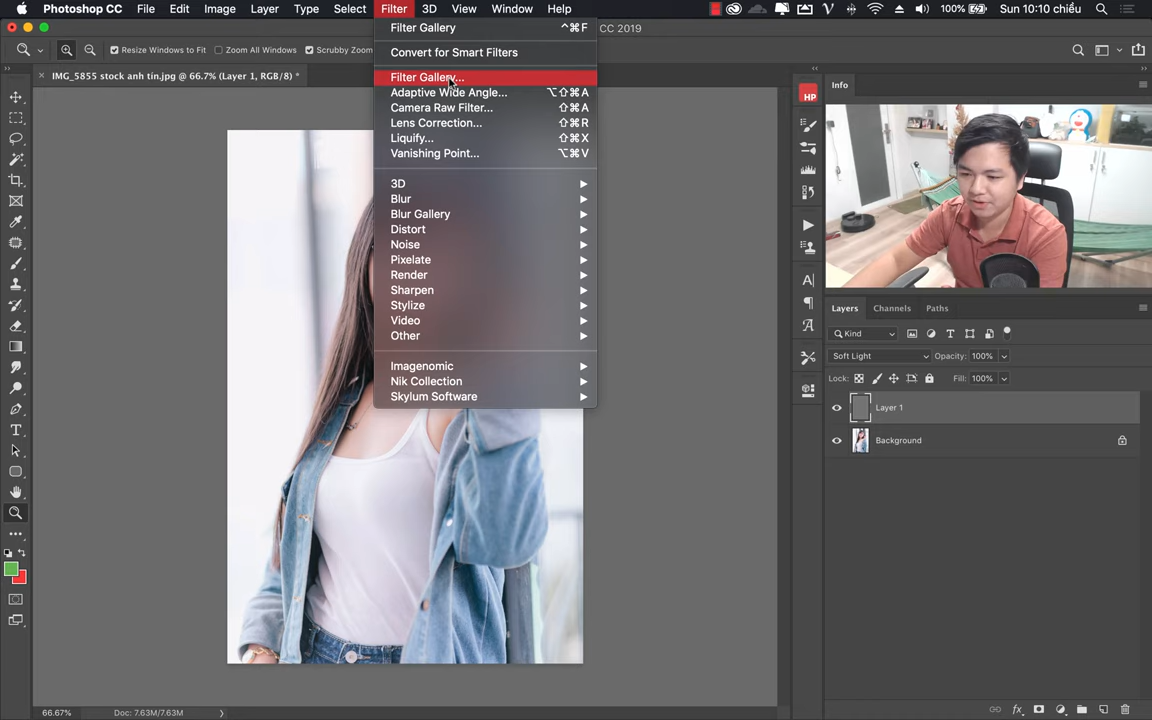 Photoshop CC File Edit Image Layer Type Select Filter 3D View Window Help 100% Sun 10:10 chiều
Filter Gallery ^⌘F
CC 2019
Convert for Smart Filters
Resize Windows to Fit Zoom All Windows Scrubby Zoom
IMG_5855 stock anh tin.jpg @ 66.7% (Layer 1, RGB/8) *
Filter Gallery...
Adaptive Wide Angle... ⌥⇧⌘A
Camera Raw Filter... ⇧⌘A
Lens Correction... ⇧⌘R
Liquify... ⇧⌘X
Vanishing Point... ⌥⌘V
3D
Blur
Blur Gallery
Distort
Noise
Pixelate
Render
Sharpen
Stylize
Video
Other
Imagenomic
Nik Collection
Skylum Software
HP
Adobe
Layers Channels Paths
Kind
Soft Light Opacity: 100%
Lock: Fill: 100%
Layer 1
Background
66.67% Doc: 7.63M/7.63M